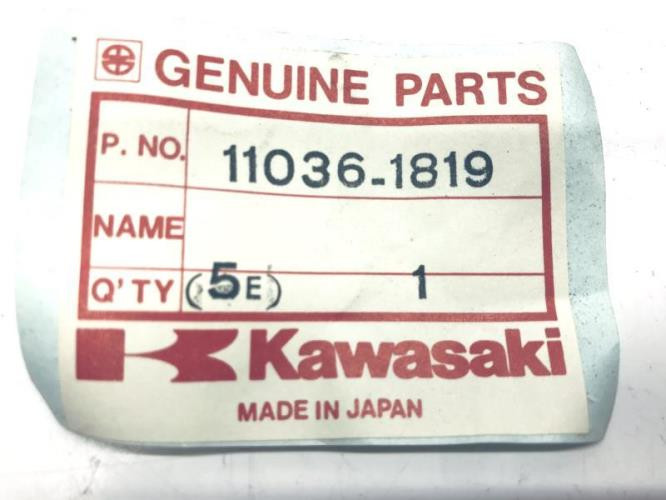 GENUINE PARTS
P. NO. 11036-1819
NAME
Q'TY (5E) 1
Kawasaki
MADE IN JAPAN